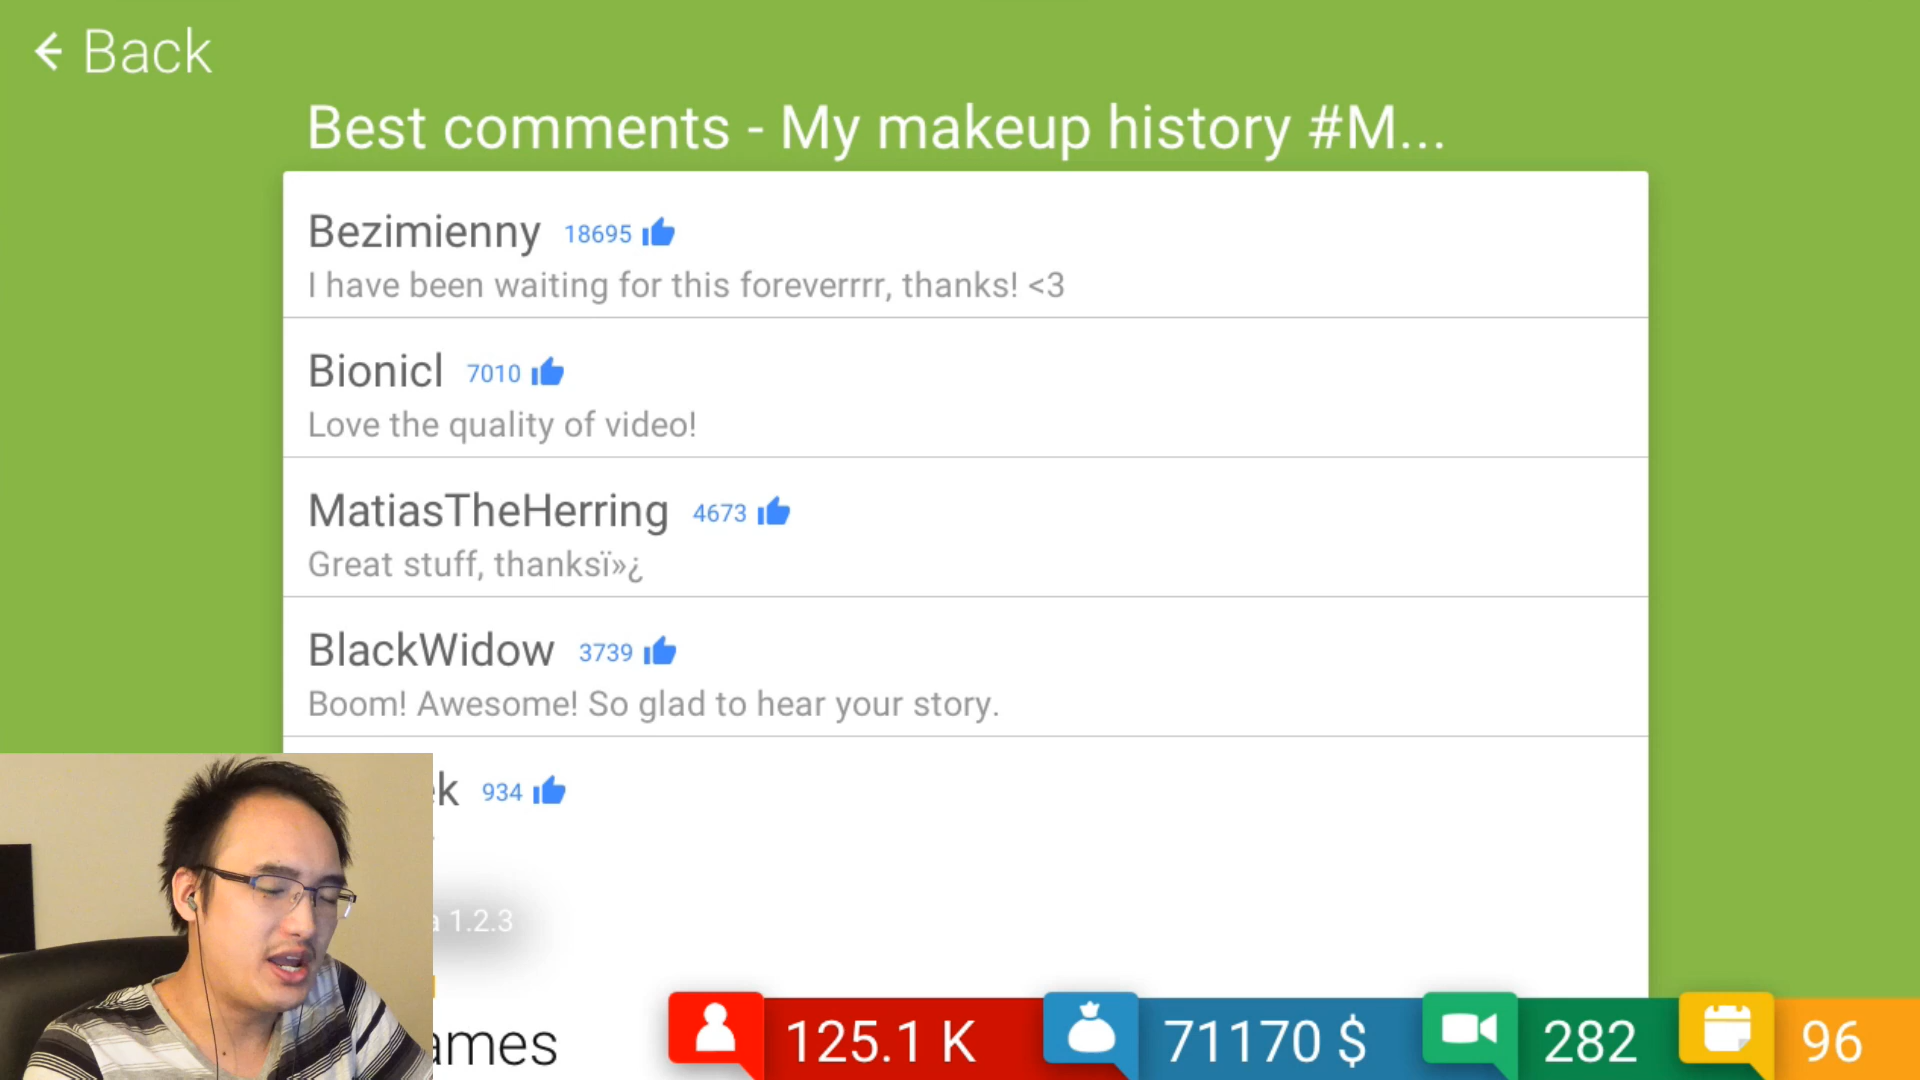 Back
Best comments - My makeup history #M...
Bezimienny 18695
I have been waiting for this foreverrrr, thanks! <3
Bionicl 7010
Love the quality of video!
MatiasTheHerring 4673
Great stuff, thanksï»¿
BlackWidow 3739
Boom! Awesome! So glad to hear your story.
k 934
a 1.2.3
ames
125.1 K
71170 $
282
96